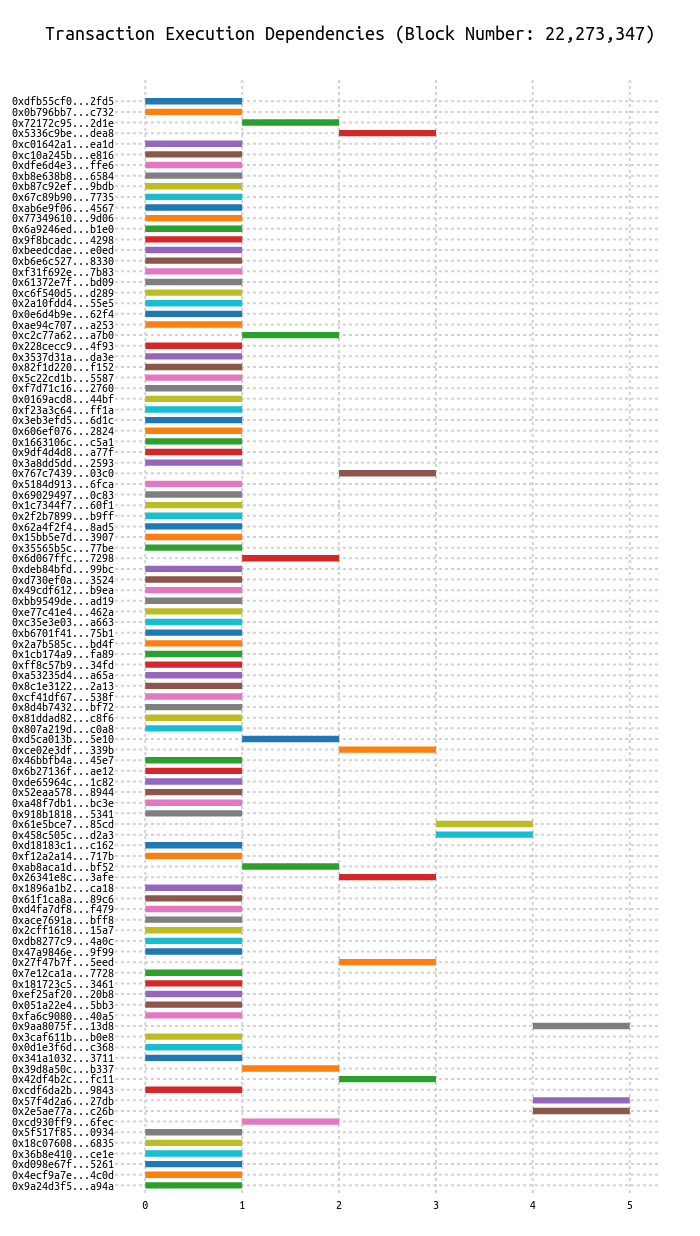 Transaction Execution Dependencies (Block Number: 22,273,347)
0xdfb55cf0...2fd5
0x0b796bb7...c732
0x72172c95...2d1e
0x5336c9be...dea8
0xc01642a1...ea1d
0xc10a245b...e816
0xdfe6d4e3...ffe6
0xb8e638b8...6584
0xb87c92ef...9bdb
0x67c89b90...7735
0xab6e9f06...4567
0x77349610...9d06
0x6a9246ed...b1e0
0x9f8bcadc...4298
0xbeedcdae...e0ed
0xb6e6c527...8330
0xf31f692e...7b83
0x61372e7f...bd09
0xc6f540d5...d289
0x2a10fdd4...55e5
0x0e6d4b9e...62f4
0xae94c707...a253
0xc2c77a62...a7b0
0x228cecc9...4f93
0x3537d31a...da3e
0x82f1d220...f152
0x5c22cd1b...5587
0xf7d71c16...2760
0x0169acd8...44bf
0xf23a3c64...ff1a
0x3eb3efd5...6d1c
0x606ef076...2824
0x1663106c...c5a1
0x9df4d4d8...a77f
0x3a8dd5dd...2593
0x767c7439...03c0
0x5184d913...6fca
0x69029497...0c83
0x1c7344f7...60f1
0x2f2b7899...b9ff
0x62a4f2f4...8ad5
0x15bb5e7d...3907
0x35565b5c...77be
0x6d067ffc...7298
0xdeb84bfd...99bc
0xd730ef0a...3524
0x49cdf612...b9ea
0xbb9549de...ad19
0xe77c41e4...462a
0xc35e3e03...a663
0xb6701f41...75b1
0x2a7b585c...bd4f
0x1cb174a9...fa89
0xff8c57b9...34fd
0xa53235d4...a65a
0x8c1e3122...2a13
0xcf41df67...538f
0x8d4b7432...bf72
0x81ddad82...c8f6
0x807a219d...c0a8
0xd5ca013b...5e10
0xce02e3df...339b
0x46bbfb4a...45e7
0x6b27136f...ae12
0xde65964c...1c82
0x52eaa578...8944
0xa48f7db1...bc3e
0x918b1818...5341
0x61e5bce7...85cd
0x458c505c...d2a3
0xd18183c1...c162
0xf12a2a14...717b
0xab8aca1d...bf52
0x26341e8c...3afe
0x1896a1b2...ca18
0x61f1ca8a...89c6
0xd4fa7df8...f479
0xace7691a...bff8
0x2cff1618...15a7
0xdb8277c9...4a0c
0x47a9846e...9f99
0x27f47b7f...5eed
0x7e12ca1a...7728
0x181723c5...3461
0xef25af20...20b8
0x051a22e4...5bb3
0xfa6c9080...40a5
0x9aa8075f...13d8
0x3caf611b...b0e8
0x0d1e3f6d...c368
0x341a1032...3711
0x39d8a50c...b337
0x42df4b2c...fc11
0xcdf6da2b...9843
0x57f4d2a6...27db
0x2e5ae77a...c26b
0xcd930ff9...6fec
0x5f517f85...0934
0x18c07608...6835
0x36b8e410...ce1e
0xd098e67f...5261
0x4ecf9a7e...4c0d
0x9a24d3f5...a94a
0 1 2 3 4 5